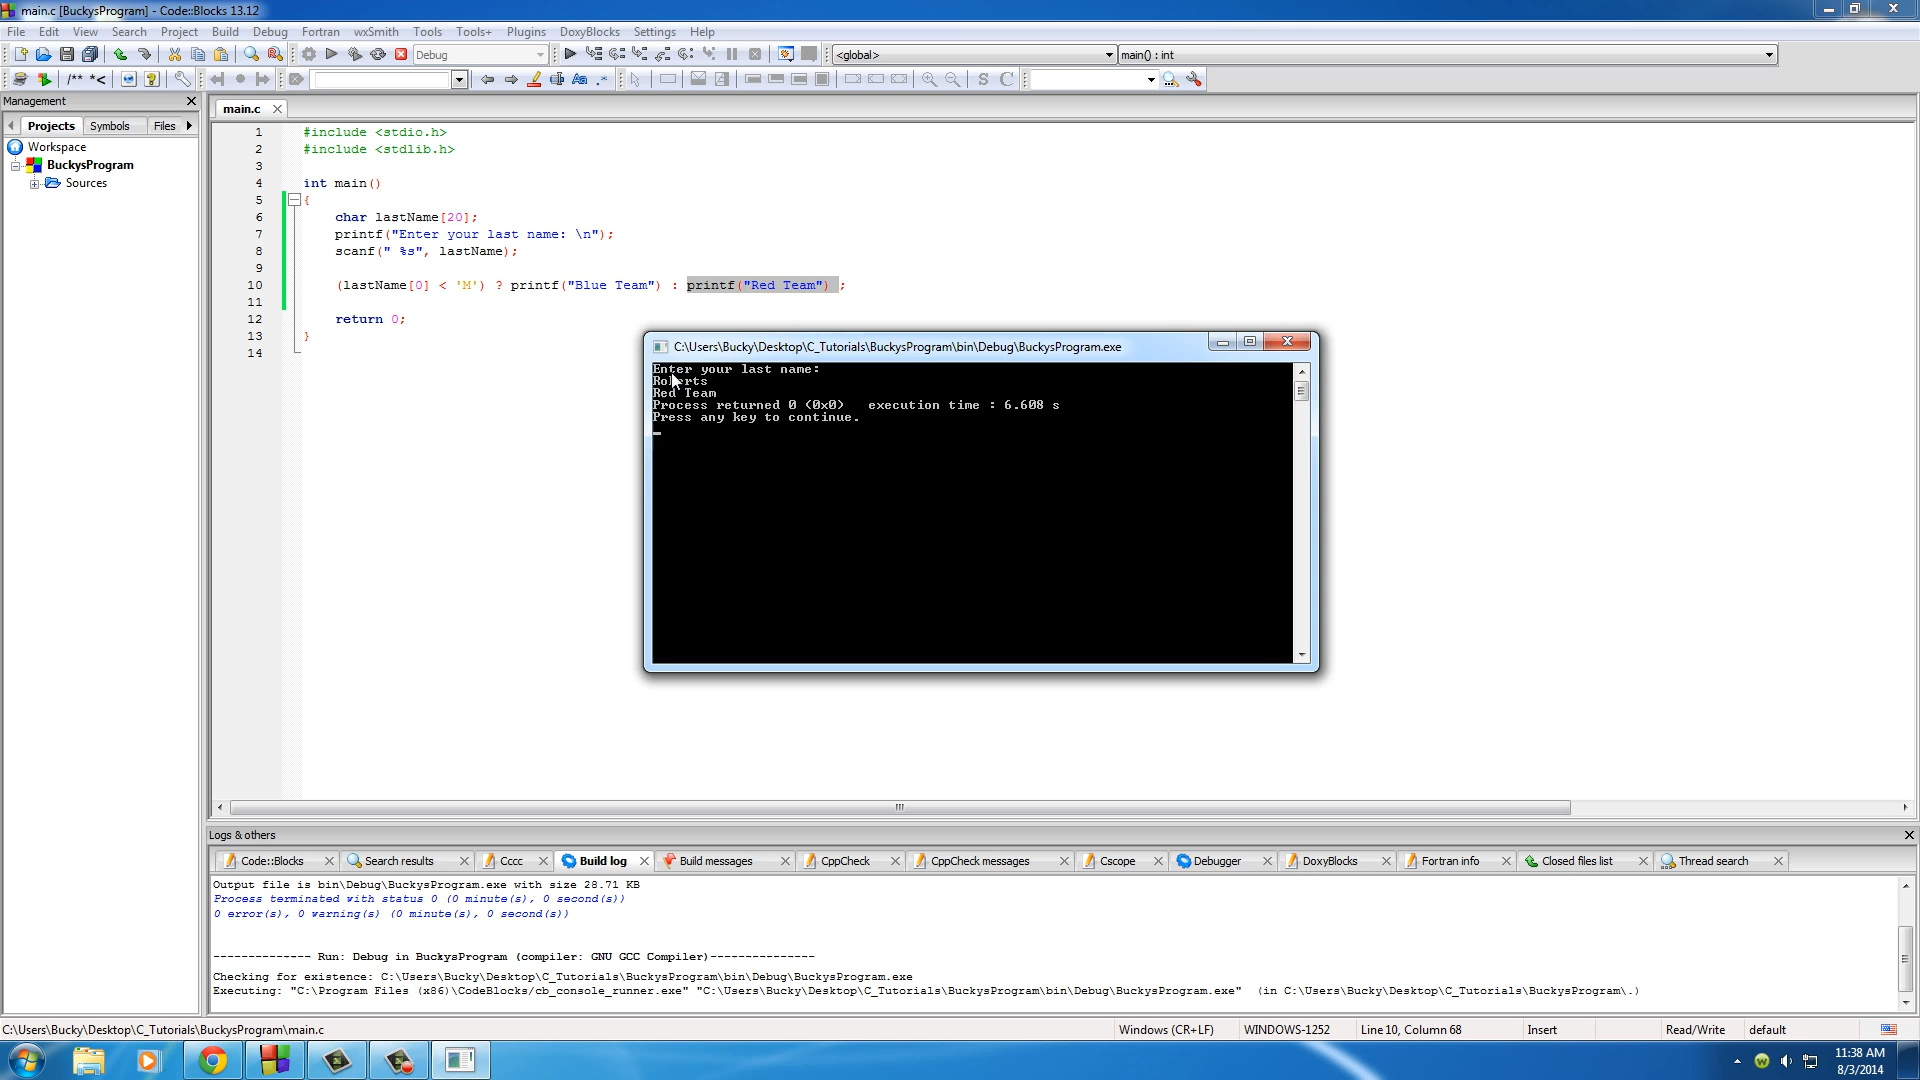 main.c [BuckysProgram] - Code::Blocks 13.12
File Edit View Search Project Build Debug Fortran wxSmith Tools Tools+ Plugins DoxyBlocks Settings Help
Debug <global> main() : int
/** *<
Management
main.c
Projects Symbols Files
Workspace
BuckysProgram
Sources
1 #include <stdio.h>
2 #include <stdlib.h>
3
4 int main()
5 {
6 char lastName[20];
7 printf("Enter your last name: \n");
8 scanf(" %s", lastName);
9
10 (lastName[0] < 'M') ? printf("Blue Team") : printf("Red Team") ;
11
12 return 0;
13 }
14
C:\Users\Bucky\Desktop\C_Tutorials\BuckysProgram\bin\Debug\BuckysProgram.exe
Enter your last name:
Roberts
Red Team
Process returned 0 (0x0) execution time : 6.608 s
Press any key to continue.
Logs & others
Code::Blocks Search results Cccc Build log Build messages CppCheck CppCheck messages Cscope Debugger DoxyBlocks Fortran info Closed files list Thread search
Output file is bin\Debug\BuckysProgram.exe with size 28.71 KB
Process terminated with status 0 (0 minute(s), 0 second(s))
0 error(s), 0 warning(s) (0 minute(s), 0 second(s))
-------------- Run: Debug in BuckysProgram (compiler: GNU GCC Compiler)---------------
Checking for existence: C:\Users\Bucky\Desktop\C_Tutorials\BuckysProgram\bin\Debug\BuckysProgram.exe
Executing: "C:\Program Files (x86)\CodeBlocks/cb_console_runner.exe" "C:\Users\Bucky\Desktop\C_Tutorials\BuckysProgram\bin\Debug\BuckysProgram.exe" (in C:\Users\Bucky\Desktop\C_Tutorials\BuckysProgram\.)
C:\Users\Bucky\Desktop\C_Tutorials\BuckysProgram\main.c Windows (CR+LF) WINDOWS-1252 Line 10, Column 68 Insert Read/Write default
11:38 AM
8/3/2014